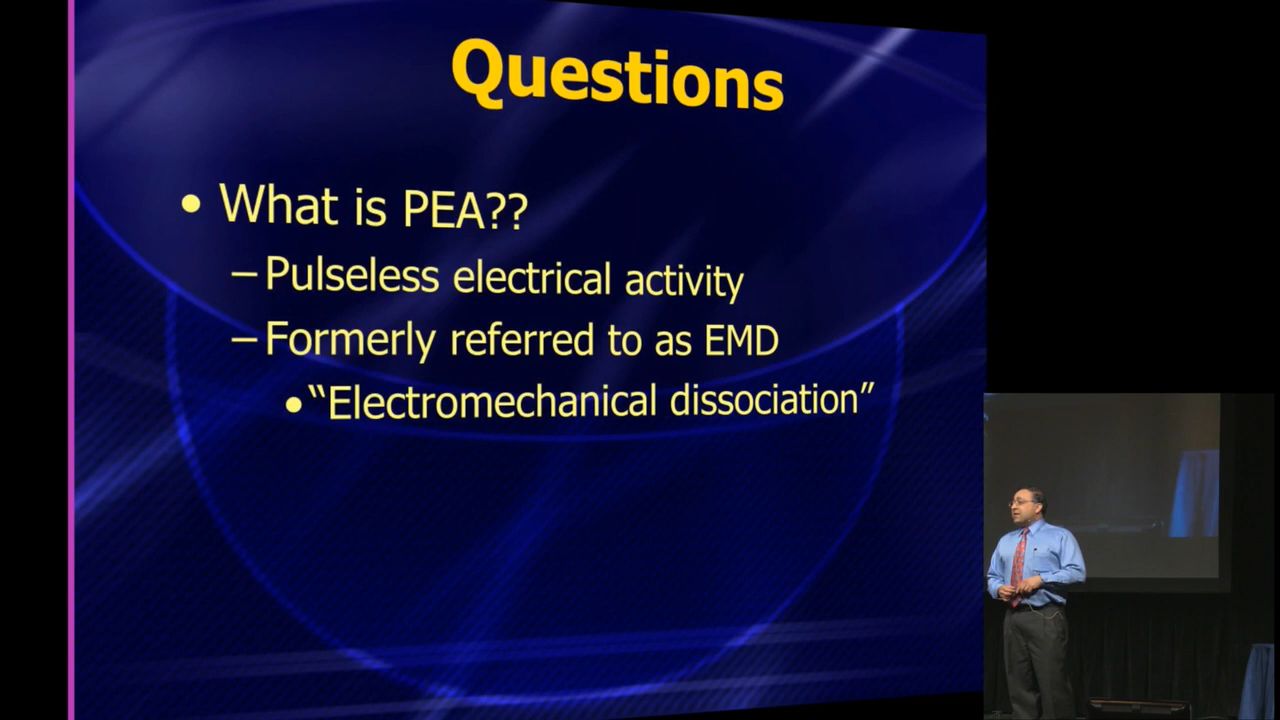 Questions
• What is PEA??
– Pulseless electrical activity
– Formerly referred to as EMD
• “Electromechanical dissociation”